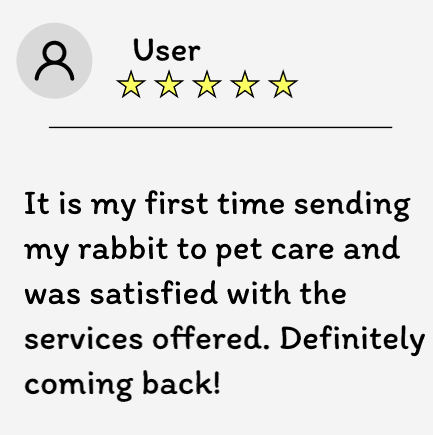 User
It is my first time sending
my rabbit to pet care and
was satisfied with the
services offered. Definitely
coming back!